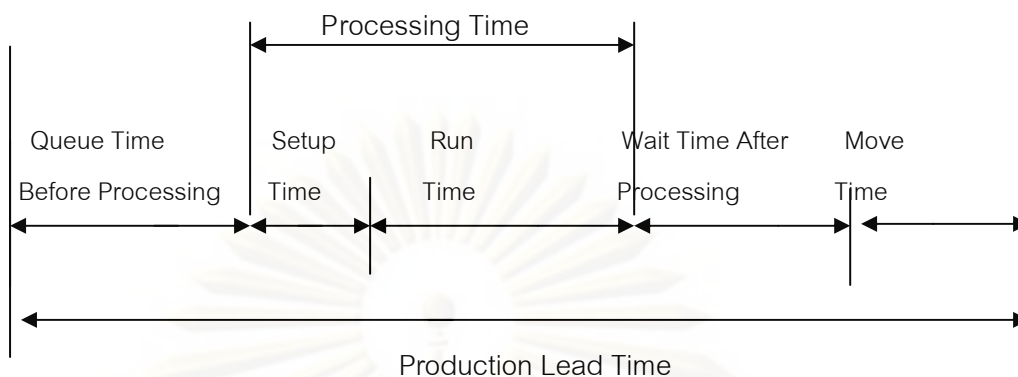 Processing Time
Queue Time
Before Processing
Setup
Time
Run
Time
Wait Time After
Processing
Move
Time
Production Lead Time